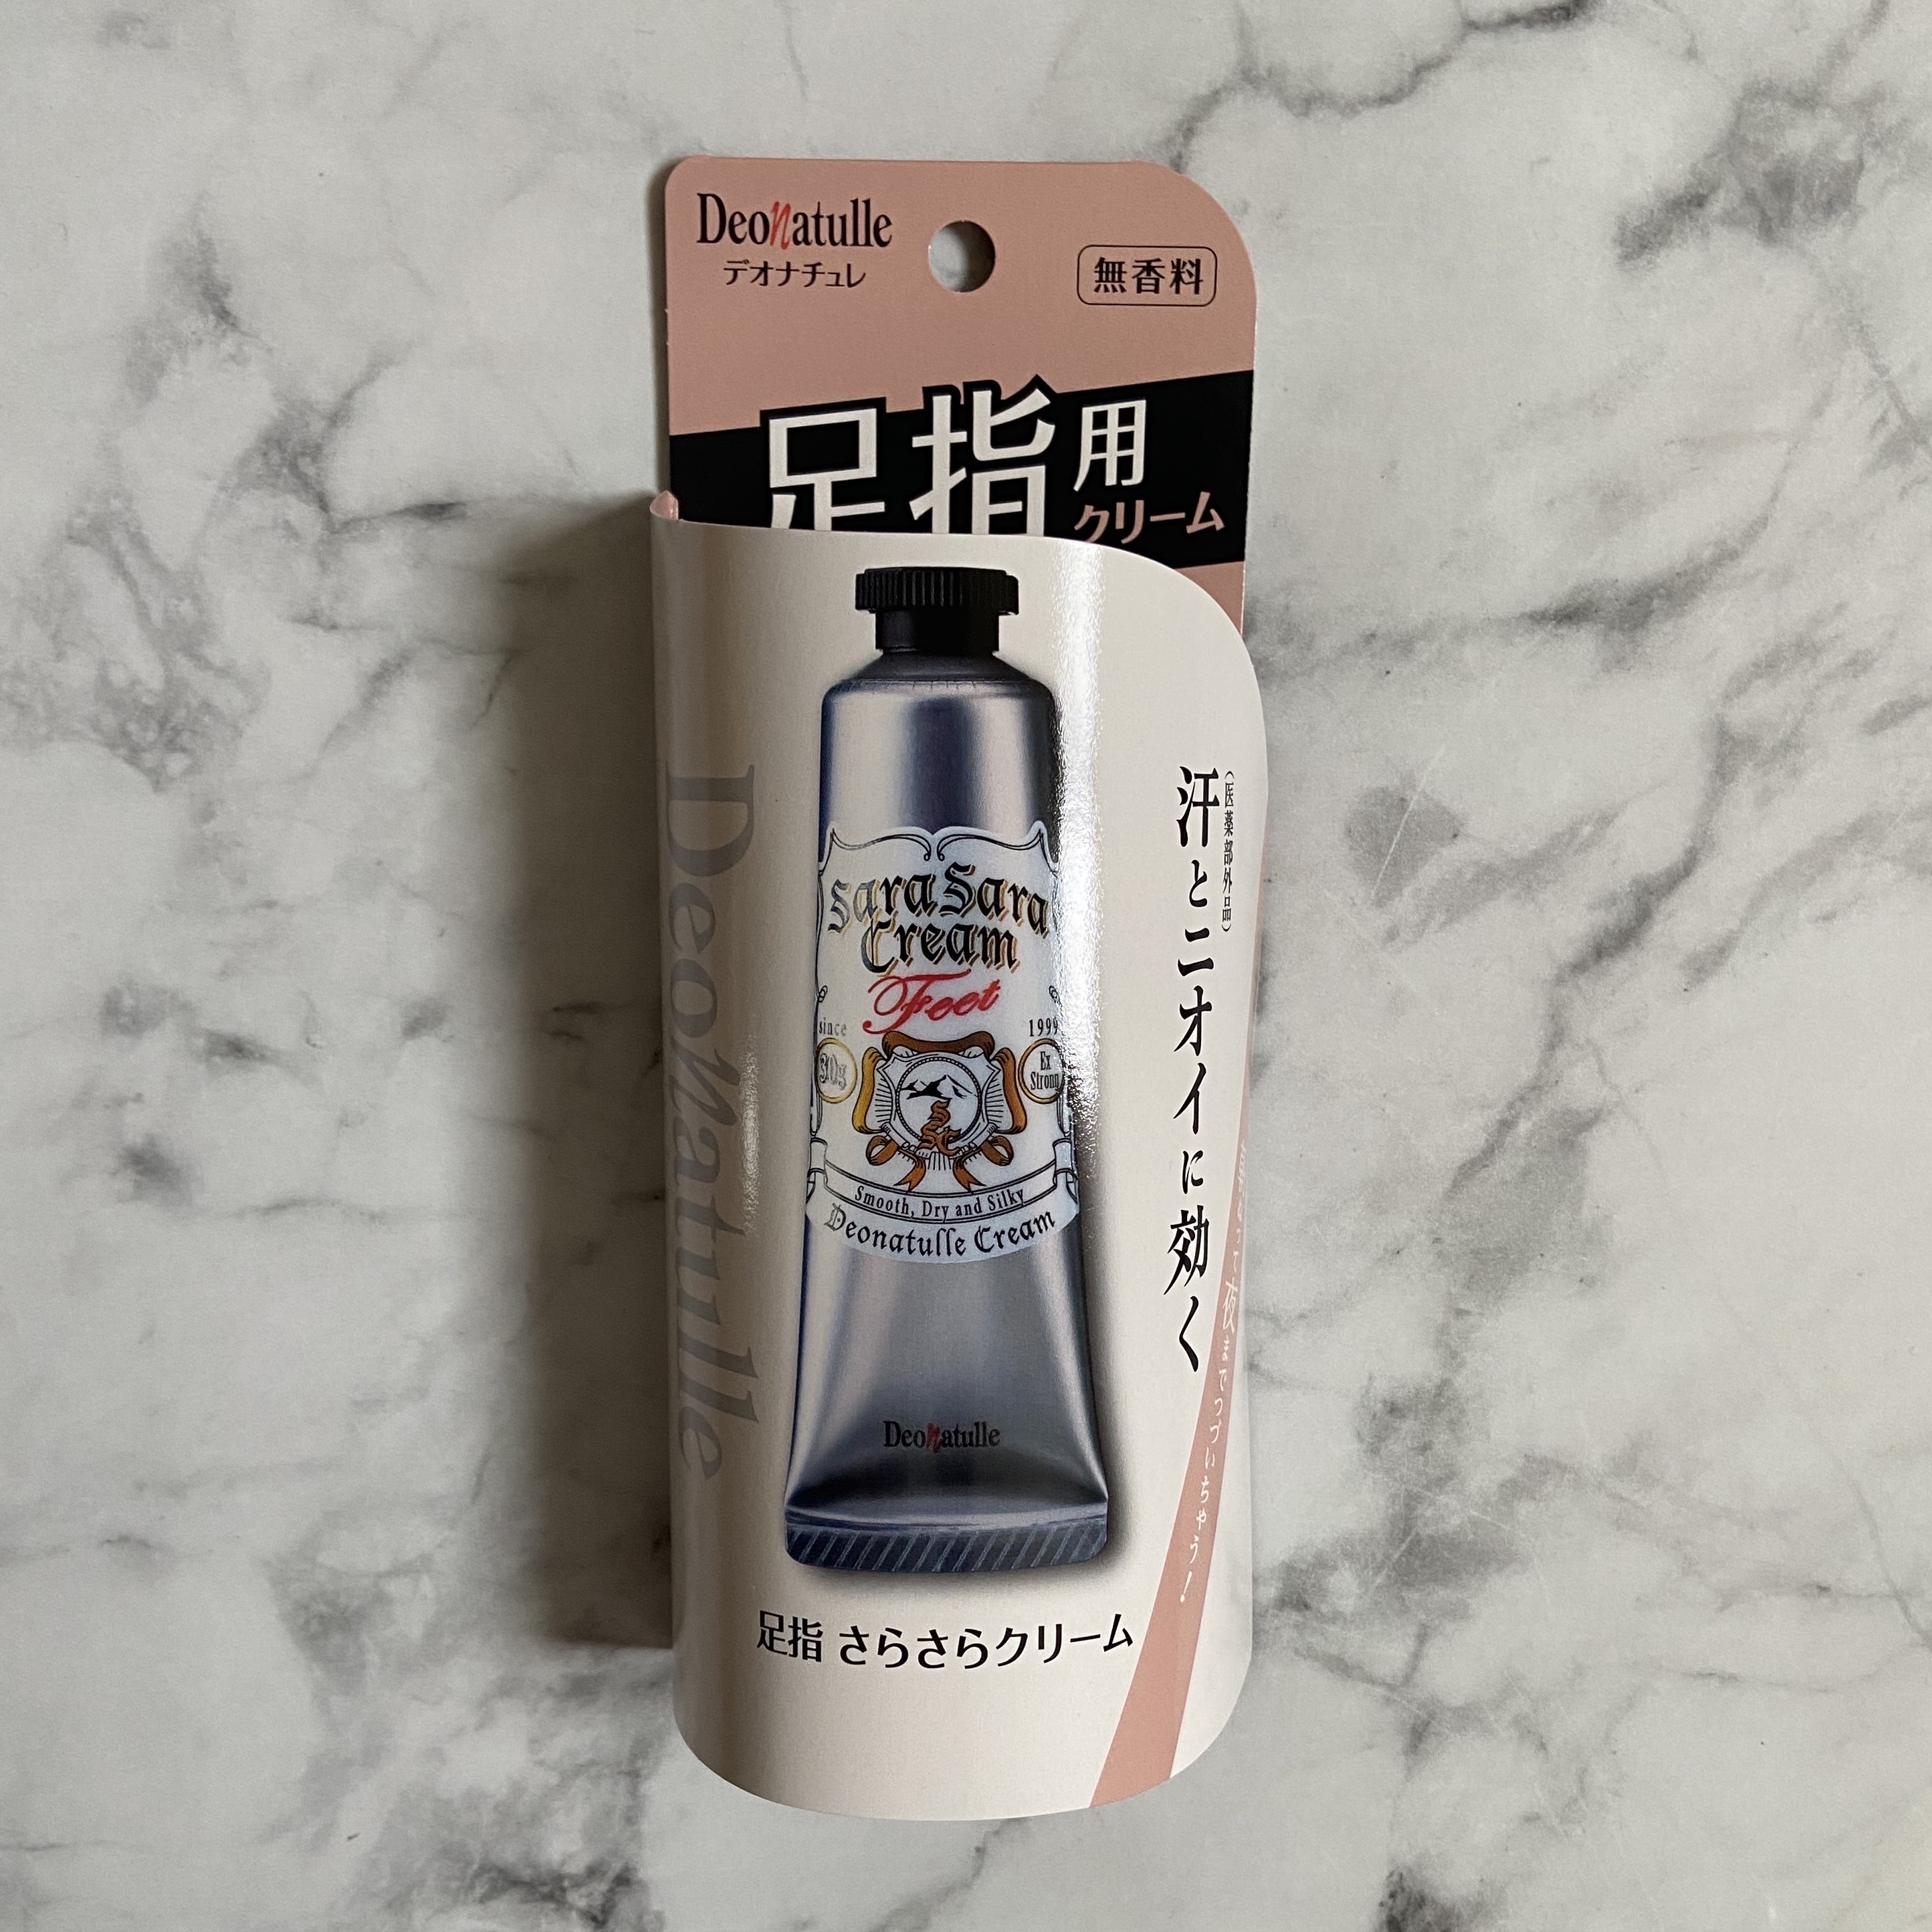 Deonatulle
デオナチュレ
無香料
足指用
クリーム
(医薬部外品)
汗とニオイに効く
Deonatulle
sara sara
Cream
Feet
since 1999
30g
Ex
Strong
Smooth, Dry and Silky
Deonatulle Cream
Deonatulle
夜までつづいちゃう!
足指 さらさらクリーム